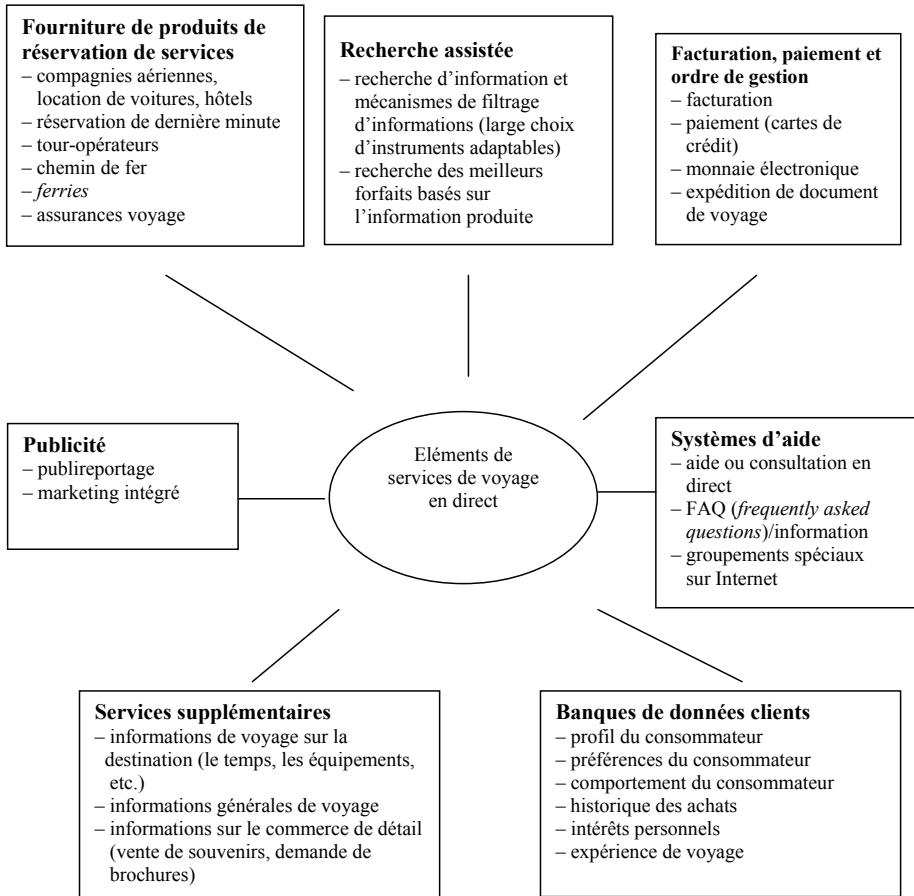 Fourniture de produits de
réservation de services
– compagnies aériennes,
location de voitures, hôtels
– réservation de dernière minute
– tour-opérateurs
– chemin de fer
– ferries
– assurances voyage
Recherche assistée
– recherche d’information et
mécanismes de filtrage
d’informations (large choix
d’instruments adaptables)
– recherche des meilleurs
forfaits basés sur
l’information produite
Facturation, paiement et
ordre de gestion
– facturation
– paiement (cartes de
crédit)
– monnaie électronique
– expédition de document
de voyage
Publicité
– publireportage
– marketing intégré
Eléments de
services de voyage
en direct
Systèmes d’aide
– aide ou consultation en
direct
– FAQ (frequently asked
questions)/information
– groupements spéciaux
sur Internet
Services supplémentaires
– informations de voyage sur la
destination (le temps, les équipements,
etc.)
– informations générales de voyage
– informations sur le commerce de détail
(vente de souvenirs, demande de
brochures)
Banques de données clients
– profil du consommateur
– préférences du consommateur
– comportement du consommateur
– historique des achats
– intérêts personnels
– expérience de voyage